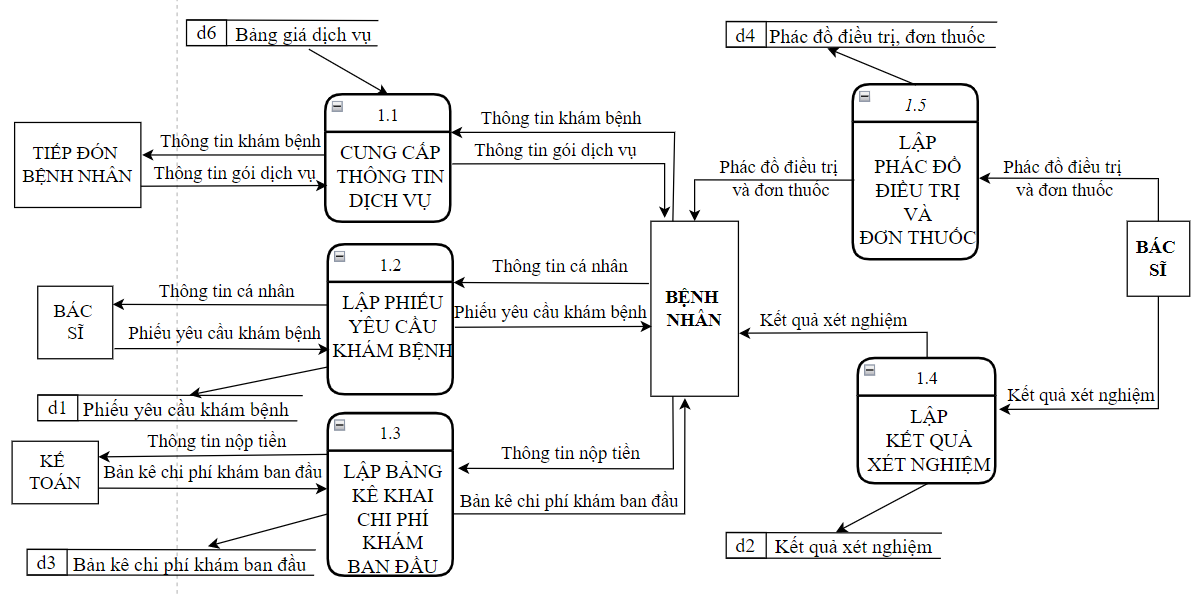 d6 Bảng giá dịch vụ
d4 Phác đồ điều trị, đơn thuốc
1.1
CUNG CẤP
THÔNG TIN
DỊCH VỤ
TIẾP ĐÓN
BỆNH NHÂN
Thông tin khám bệnh
Thông tin gói dịch vụ
Thông tin khám bệnh
Thông tin gói dịch vụ
1.5
LẬP
PHÁC ĐỒ
ĐIỀU TRỊ
VÀ
ĐƠN THUỐC
Phác đồ điều trị
và đơn thuốc
Phác đồ điều trị
và đơn thuốc
BÁC
SĨ
1.2
LẬP PHIẾU
YÊU CẦU
KHÁM BỆNH
BÁC
SĨ
Thông tin cá nhân
Phiếu yêu cầu khám bệnh
Thông tin cá nhân
Phiếu yêu cầu khám bệnh
BỆNH
NHÂN
Kết quả xét nghiệm
1.4
LẬP
KẾT QUẢ
XÉT NGHIỆM
Kết quả xét nghiệm
d1 Phiếu yêu cầu khám bệnh
1.3
LẬP BẢNG
KÊ KHAI
CHI PHÍ
KHÁM
BAN ĐẦU
KẾ
TOÁN
Thông tin nộp tiền
Bản kê chi phí khám ban đầu
Thông tin nộp tiền
Bản kê chi phí khám ban đầu
d3 Bản kê chi phí khám ban đầu
d2 Kết quả xét nghiệm